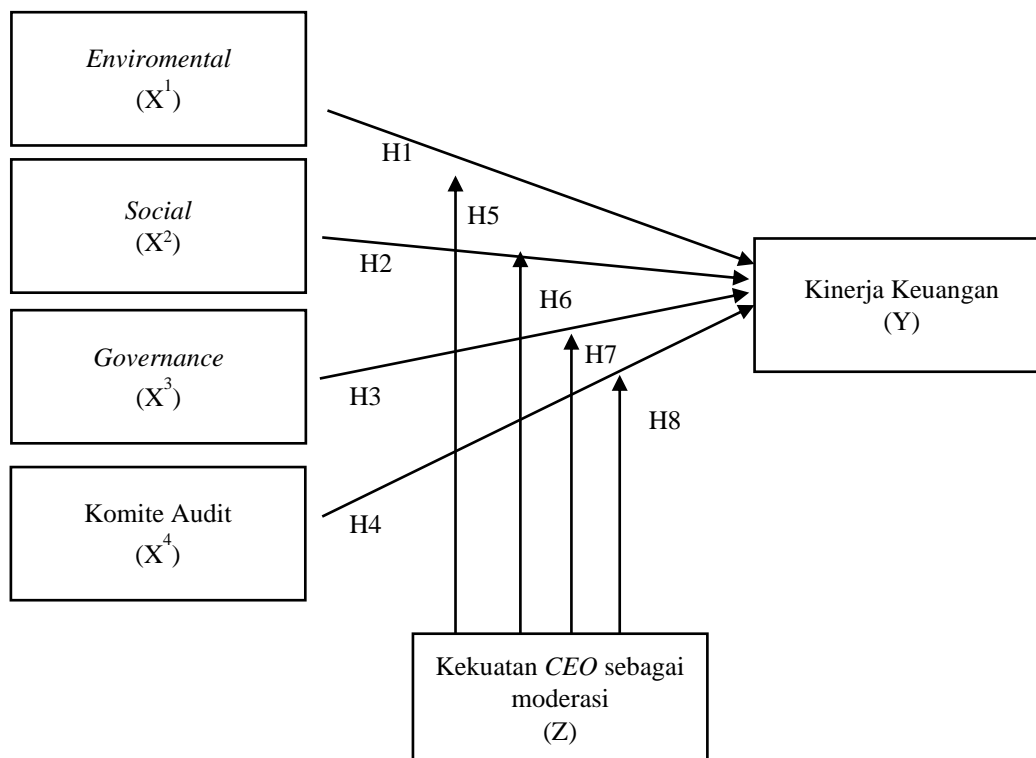 Enviromental
(X¹)
H1
Social
(X²)
H5
H2
H6
Kinerja Keuangan
(Y)
Governance
(X³)
H7
H3
H8
Komite Audit
(X⁴)
H4
Kekuatan CEO sebagai
moderasi
(Z)